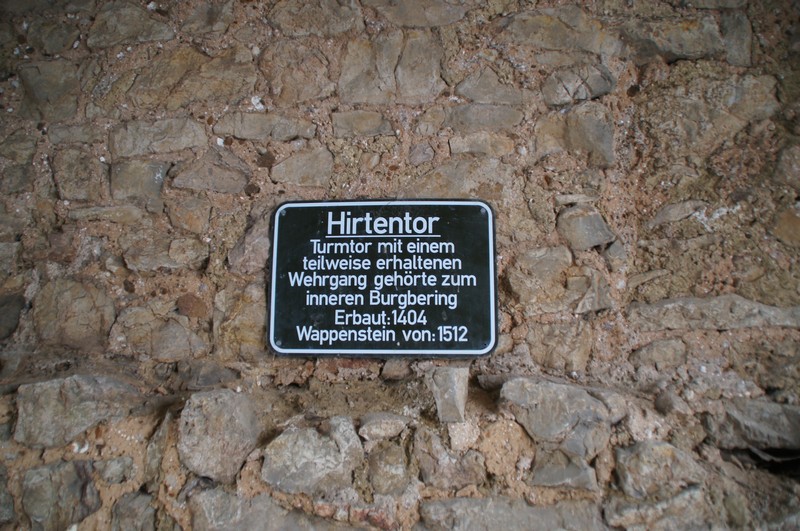 Hirtentor
Turmtor mit einem
teilweise erhaltenen
Wehrgang gehörte zum
inneren Burgbering
Erbaut:1404
Wappenstein von:1512